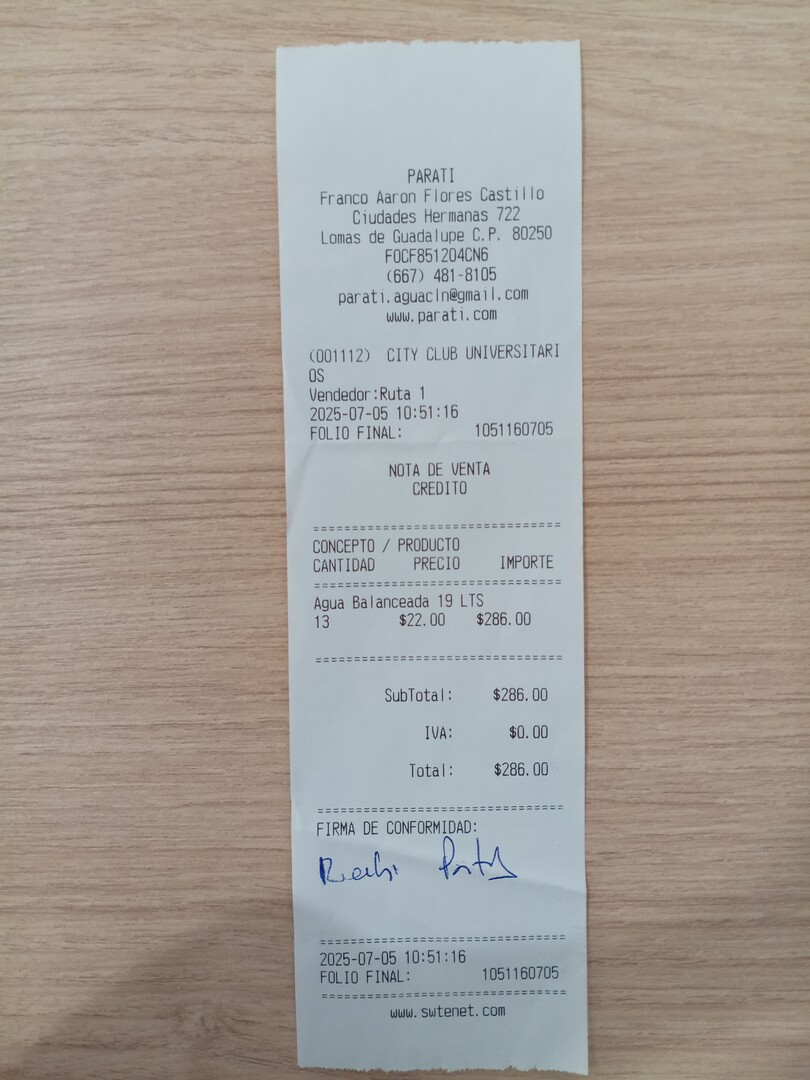 PARATI
Franco Aaron Flores Castillo
Ciudades Hermanas 722
Lomas de Guadalupe C.P. 80250
FOCF851204CN6
(667) 481-8105
parati.aguacln@gmail.com
www.parati.com
(001112) CITY CLUB UNIVERSITARI
OS
Vendedor:Ruta 1
2025-07-05 10:51:16
FOLIO FINAL: 1051160705
NOTA DE VENTA
CREDITO
==============================
CONCEPTO / PRODUCTO
CANTIDAD PRECIO IMPORTE
==============================
Agua Balanceada 19 LTS
13 $22.00 $286.00
==============================
SubTotal: $286.00
IVA: $0.00
Total: $286.00
==============================
FIRMA DE CONFORMIDAD:
==============================
2025-07-05 10:51:16
FOLIO FINAL: 1051160705
==============================
www.swtenet.com